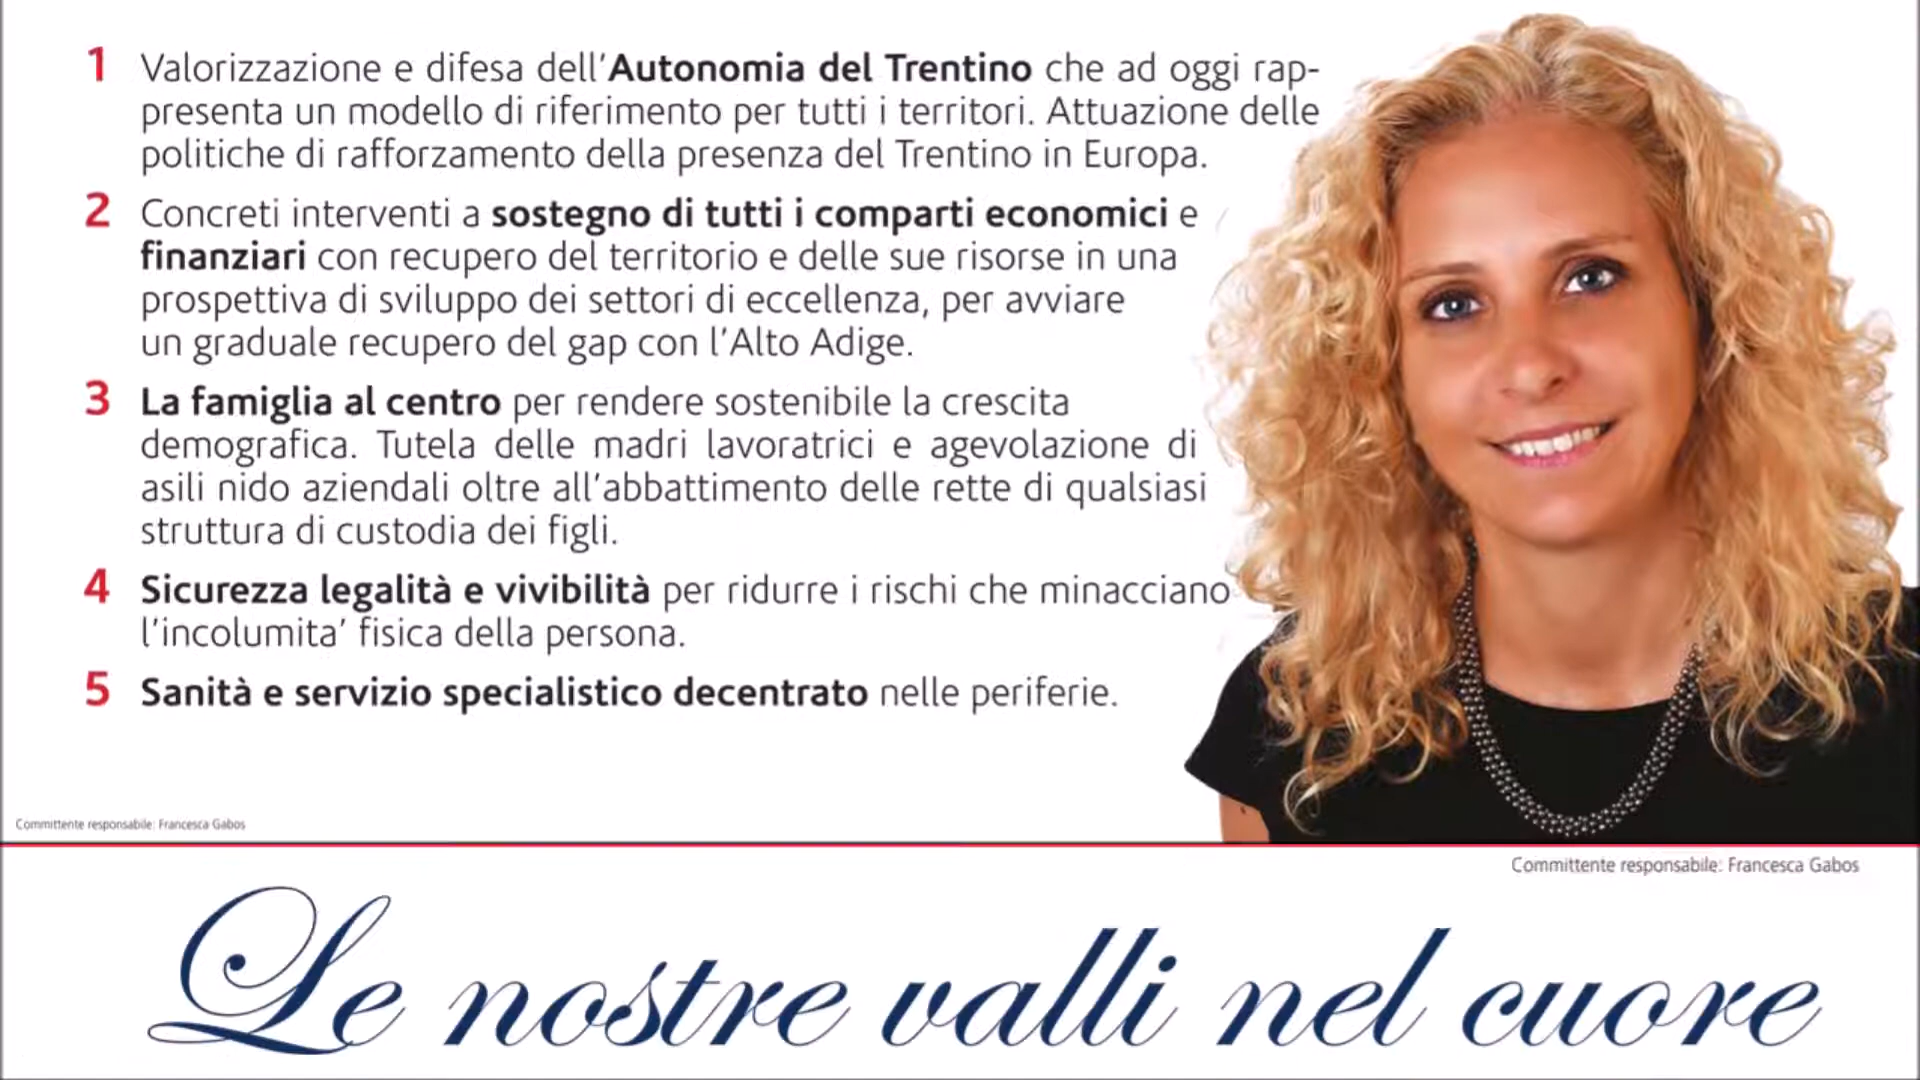 1 Valorizzazione e difesa dell'Autonomia del Trentino che ad oggi rap-
presenta un modello di riferimento per tutti i territori. Attuazione delle
politiche di rafforzamento della presenza del Trentino in Europa.
2 Concreti interventi a sostegno di tutti i comparti economici e
finanziari con recupero del territorio e delle sue risorse in una
prospettiva di sviluppo dei settori di eccellenza, per avviare
un graduale recupero del gap con l'Alto Adige.
3 La famiglia al centro per rendere sostenibile la crescita
demografica. Tutela delle madri lavoratrici e agevolazione di
asili nido aziendali oltre all'abbattimento delle rette di qualsiasi
struttura di custodia dei figli.
4 Sicurezza legalità e vivibilità per ridurre i rischi che minacciano
l'incolumita' fisica della persona.
5 Sanità e servizio specialistico decentrato nelle periferie.
Committente responsabile: Francesca Gabos
Committente responsabile: Francesca Gabos
Le nostre valli nel cuore